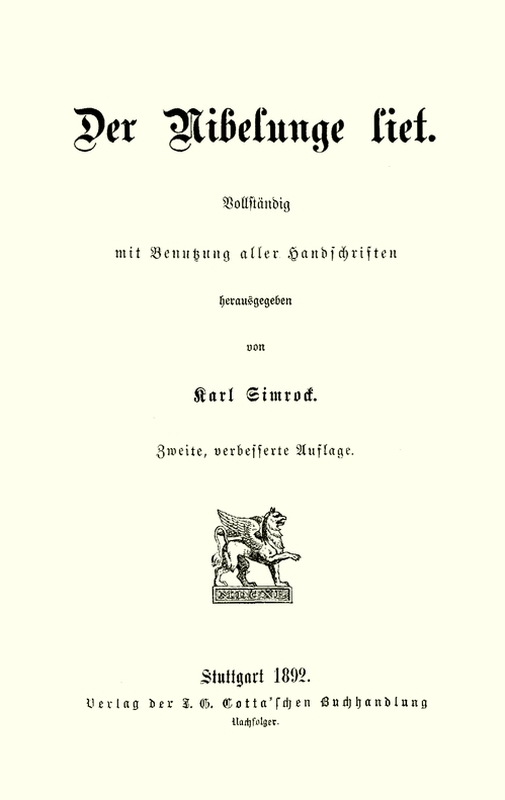 Der Nibelunge liet.
Vollständig
mit Benutzung aller Handschriften
herausgegeben
von
Karl Simrock.
Zweite, verbesserte Auflage.
Stuttgart 1892.
Verlag der J. G. Cotta'schen Buchhandlung
Nachfolger.